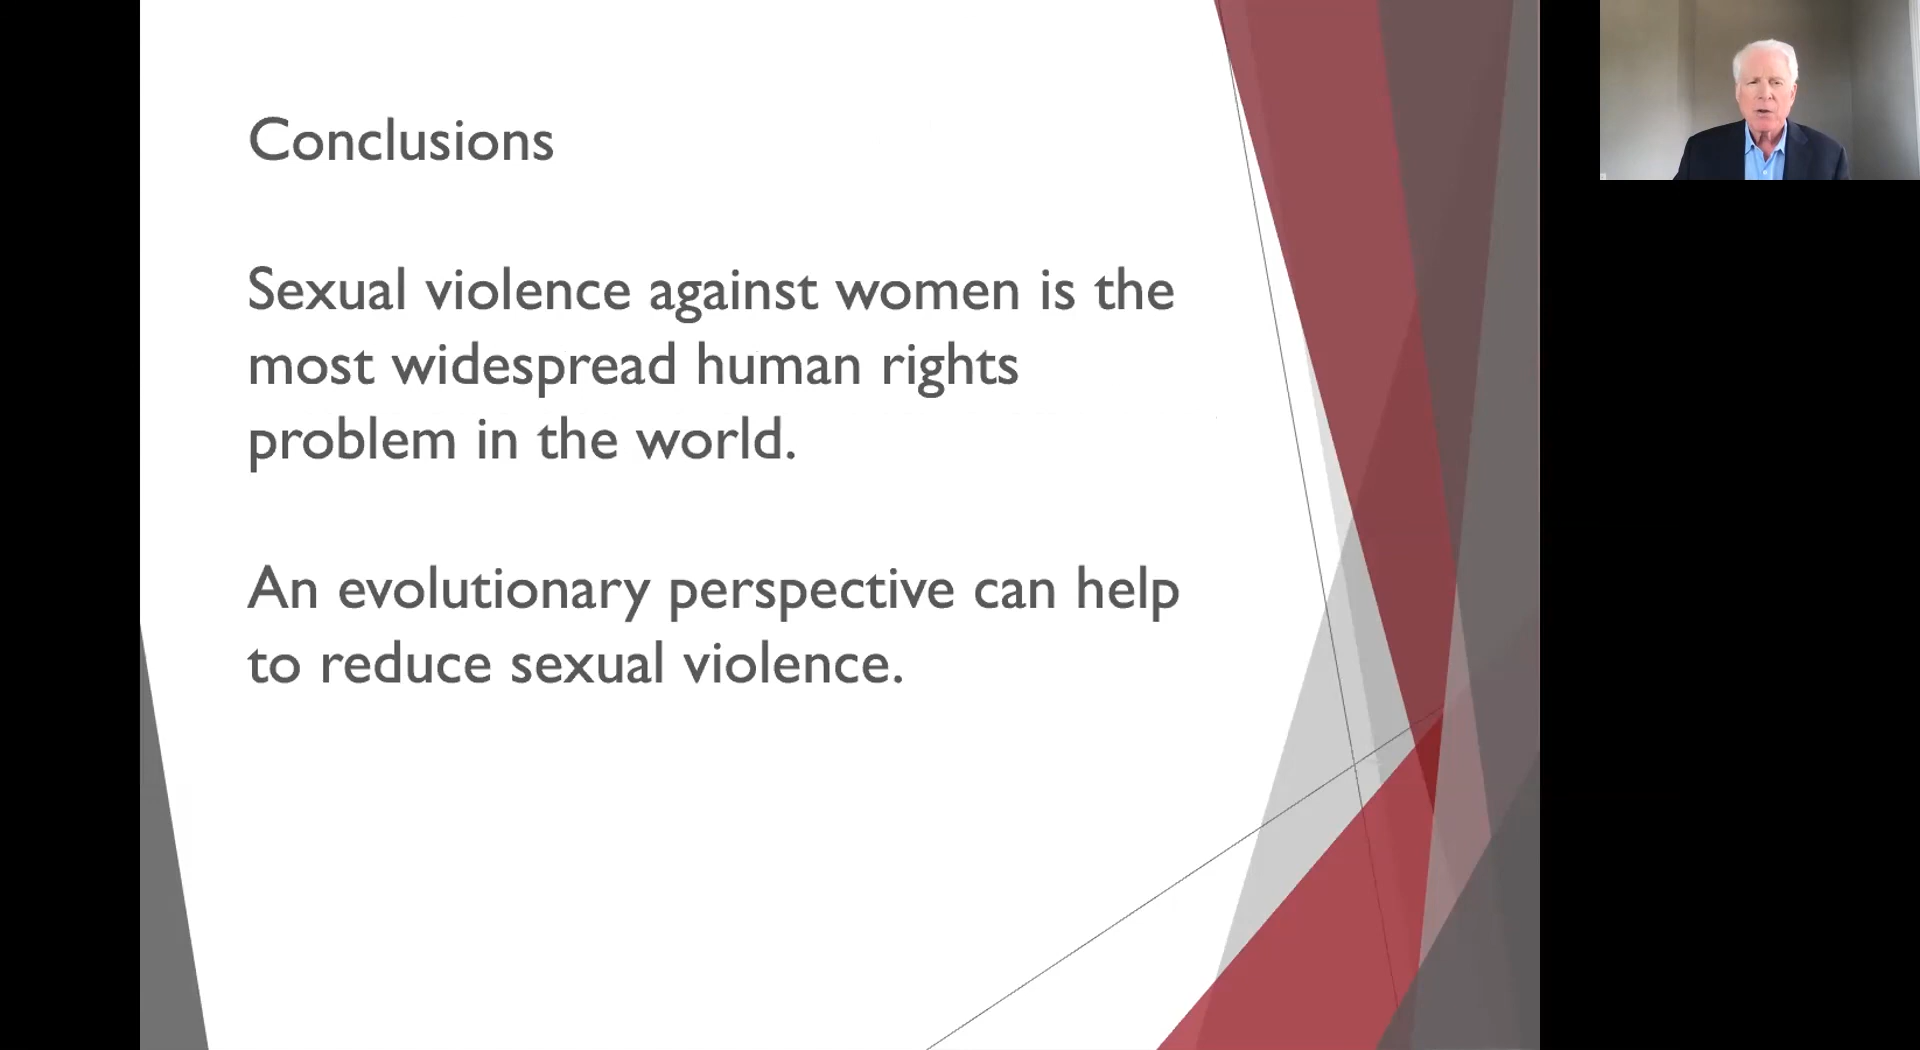 Conclusions
Sexual violence against women is the
most widespread human rights
problem in the world.
An evolutionary perspective can help
to reduce sexual violence.